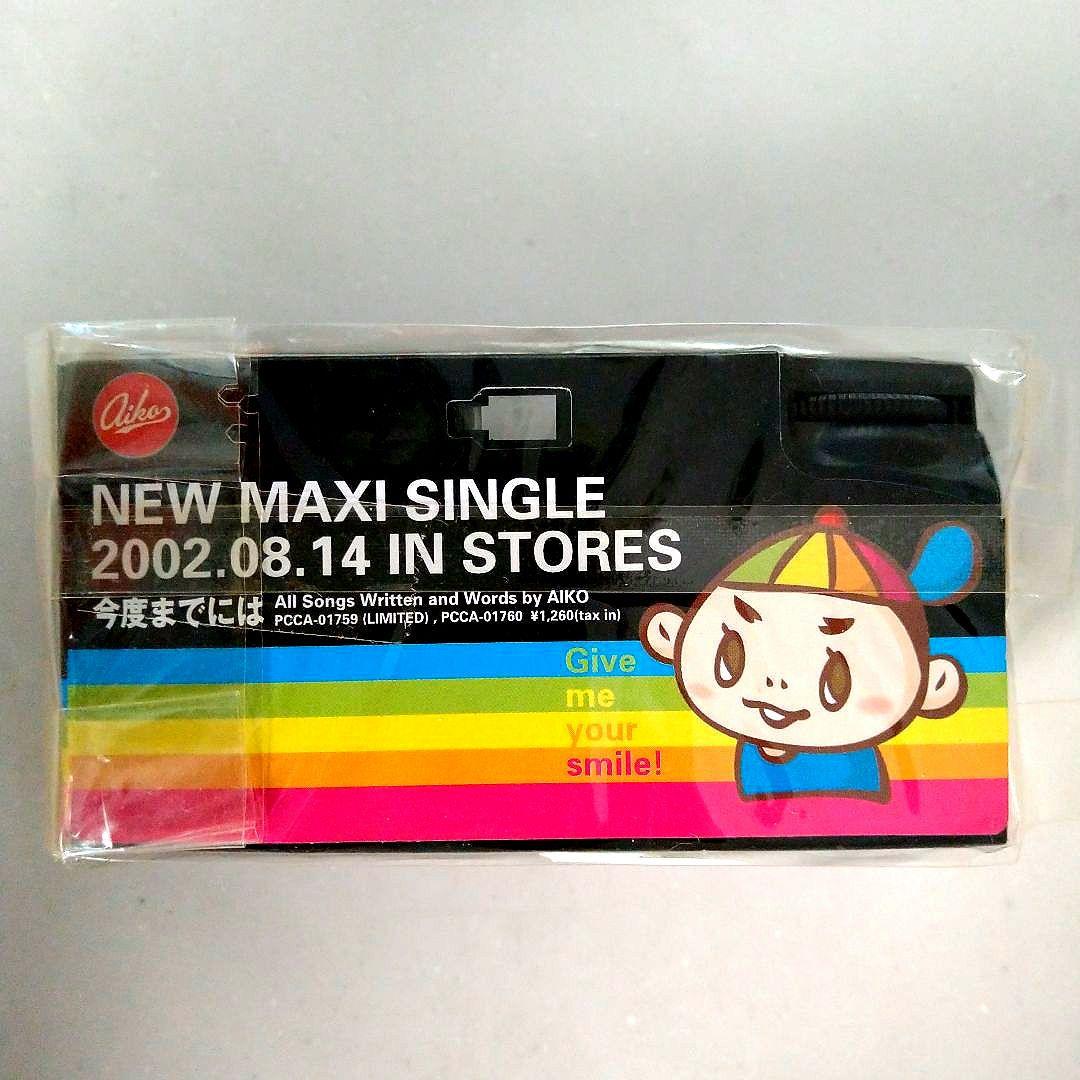 aiko
NEW MAXI SINGLE
2002.08.14 IN STORES
今度までには All Songs Written and Words by AIKO
PCCA-01759 (LIMITED) , PCCA-01760 ¥1,260(tax in)
Give
me
your
smile!